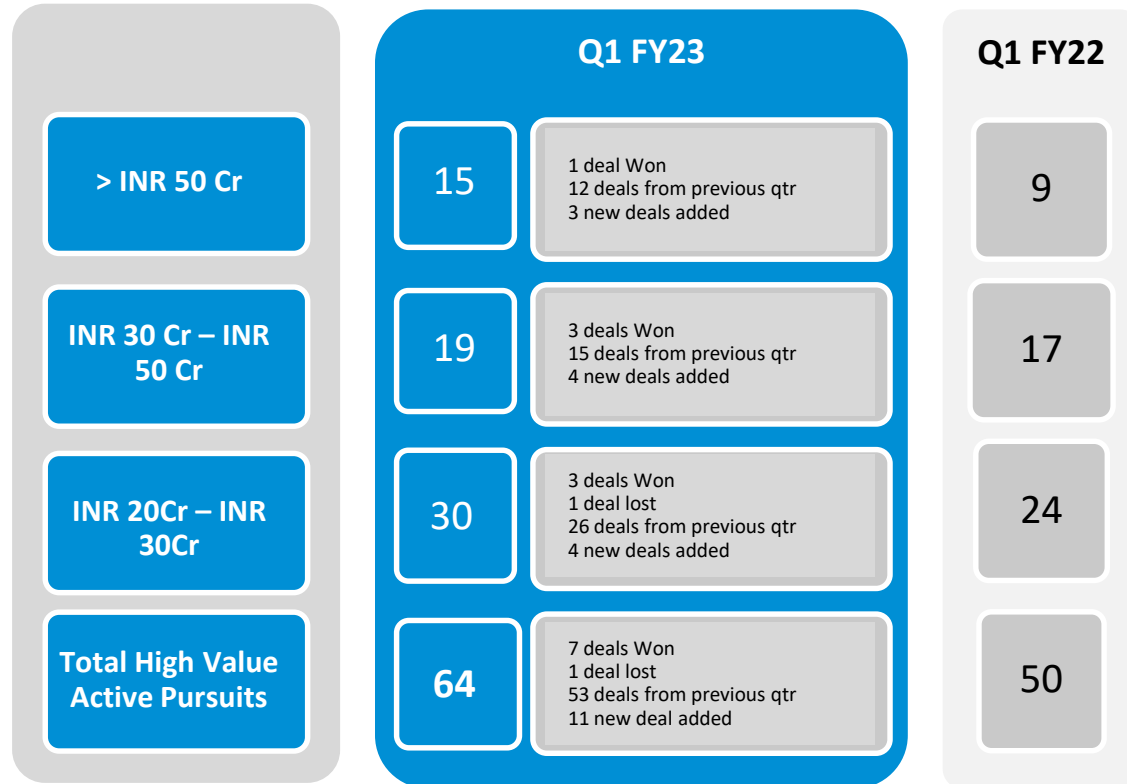 Q1 FY23
Q1 FY22
> INR 50 Cr
15
1 deal Won
12 deals from previous qtr
3 new deals added
9
INR 30 Cr – INR
50 Cr
19
3 deals Won
15 deals from previous qtr
4 new deals added
17
INR 20Cr – INR
30Cr
30
3 deals Won
1 deal lost
26 deals from previous qtr
4 new deals added
24
Total High Value
Active Pursuits
64
7 deals Won
1 deal lost
53 deals from previous qtr
11 new deal added
50